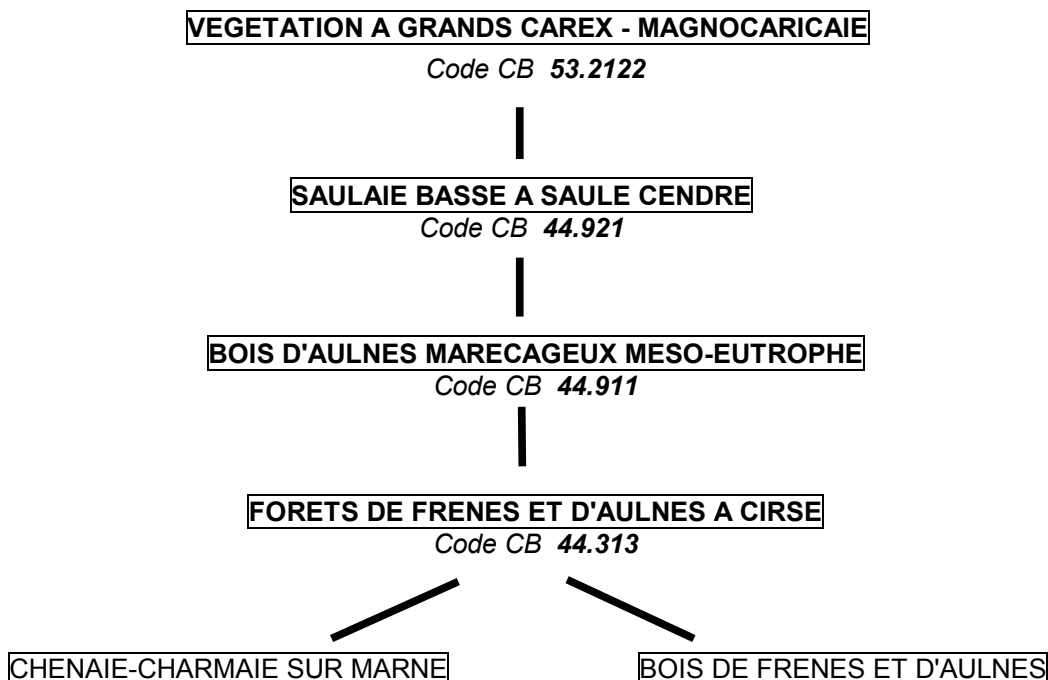 VEGETATION A GRANDS CAREX - MAGNOCARICAIE
Code CB 53.2122
SAULAIE BASSE A SAULE CENDRE
Code CB 44.921
BOIS D'AULNES MARECAGEUX MESO-EUTROPHE
Code CB 44.911
FORETS DE FRENES ET D'AULNES A CIRSE
Code CB 44.313
CHENAIE-CHARMAIE SUR MARNE
BOIS DE FRENES ET D'AULNES